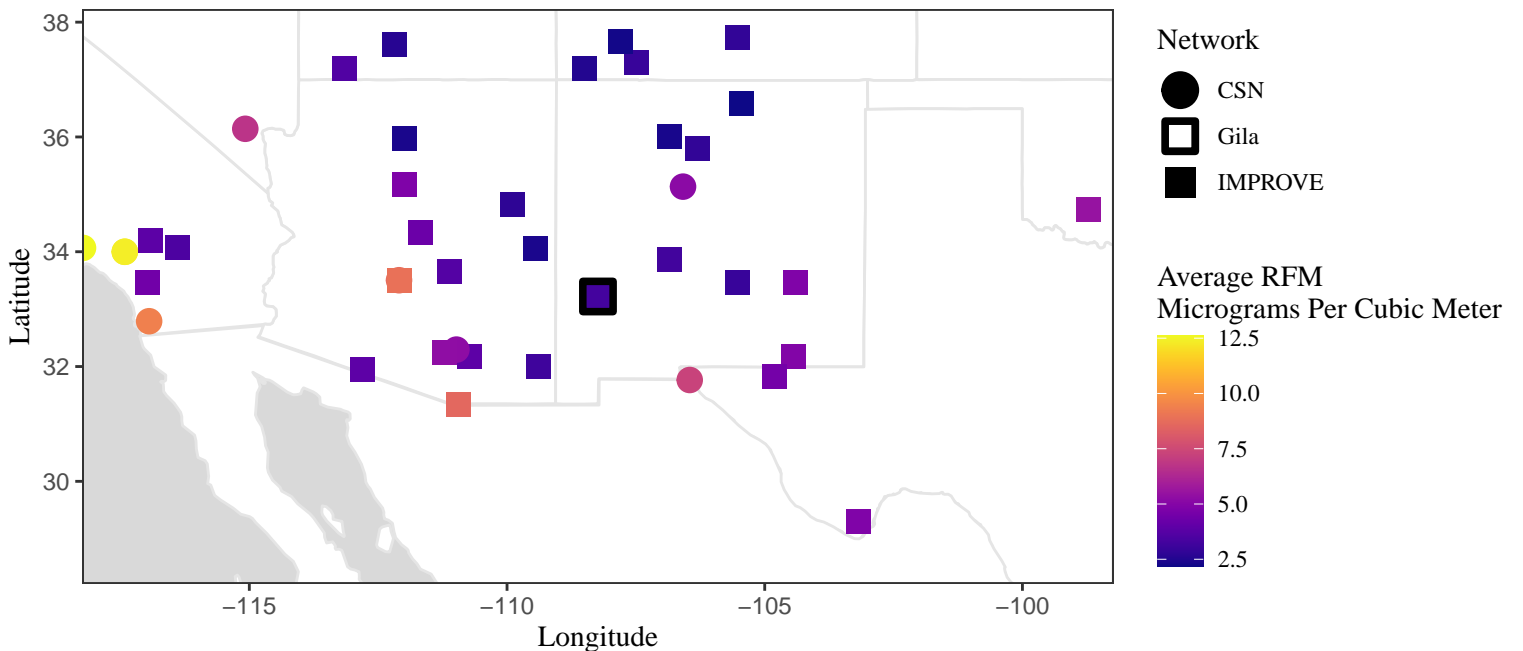 38
36
34
32
30
Latitude
−115
−110
−105
−100
Longitude
Network
CSN
Gila
IMPROVE
Average RFM
Micrograms Per Cubic Meter
12.5
10.0
7.5
5.0
2.5